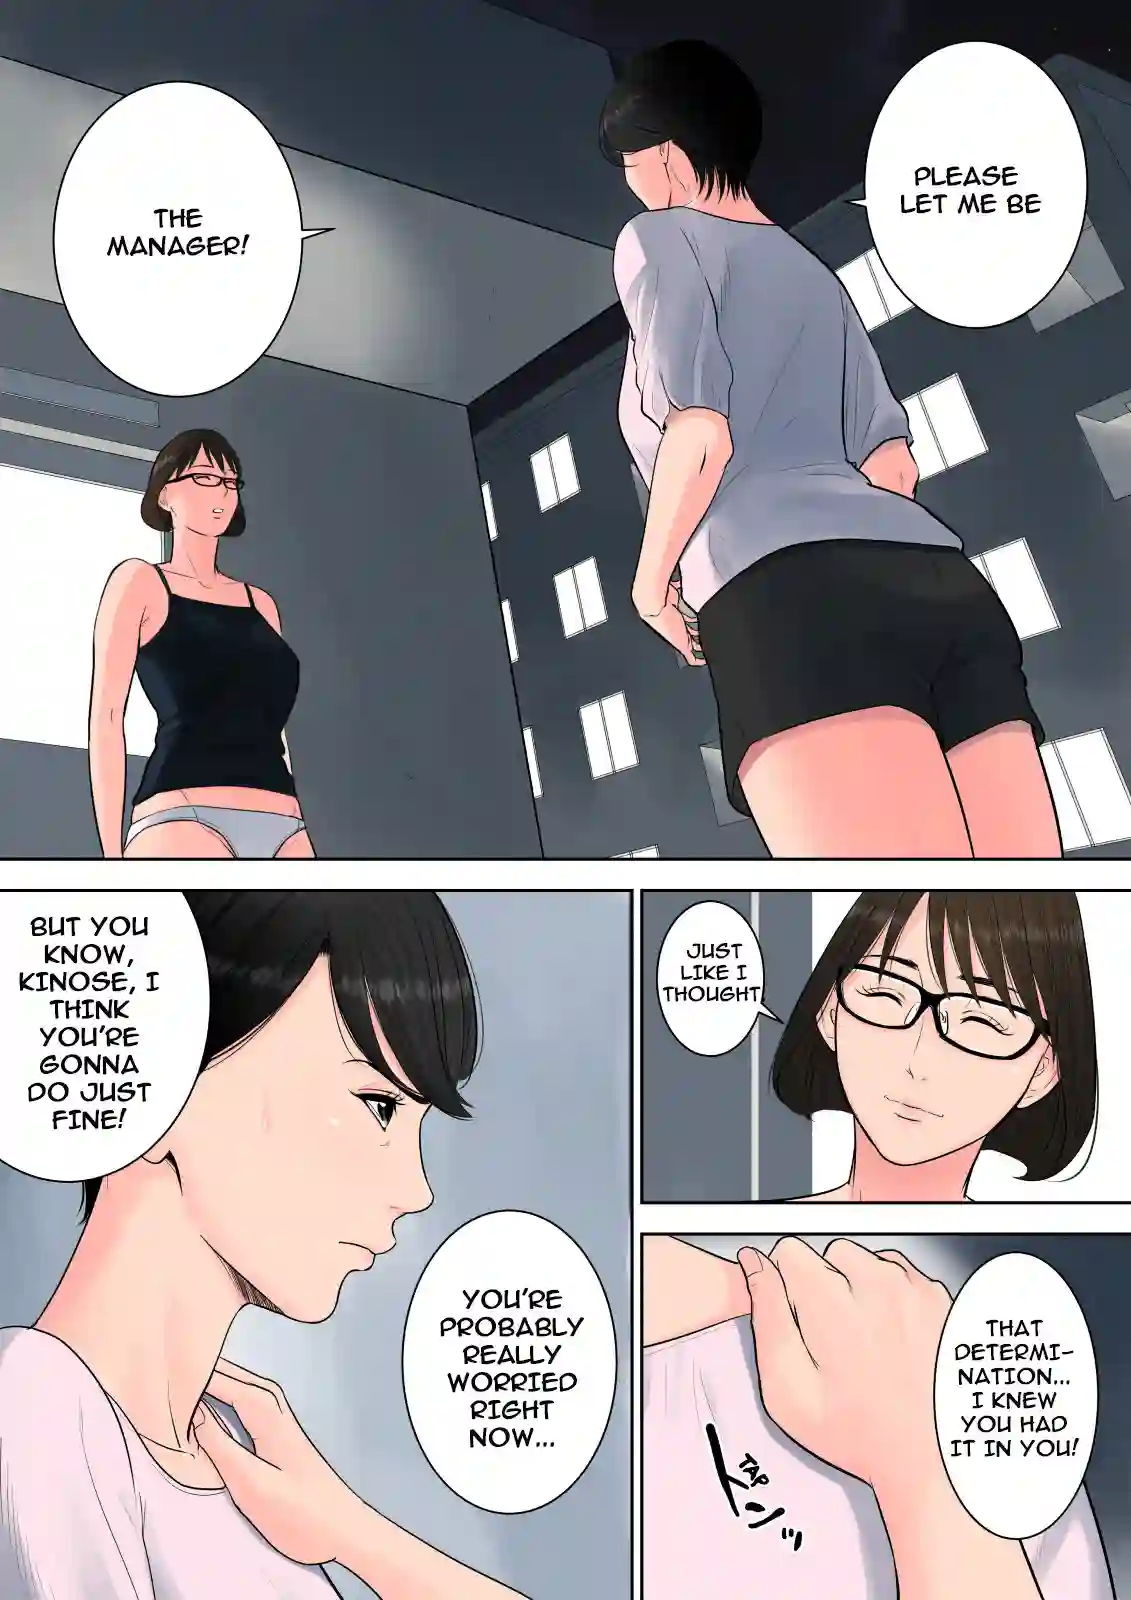 PLEASE
LET ME BE
THE
MANAGER!
JUST
LIKE I
THOUGHT.
THAT
DETERMI-
NATION...
I KNEW
YOU HAD
IT IN YOU!
TAP
トンッ
BUT YOU
KNOW,
KINOSE, I
THINK
YOU'RE
GONNA
DO JUST
FINE!
YOU'RE
PROBABLY
REALLY
WORRIED
RIGHT
NOW...